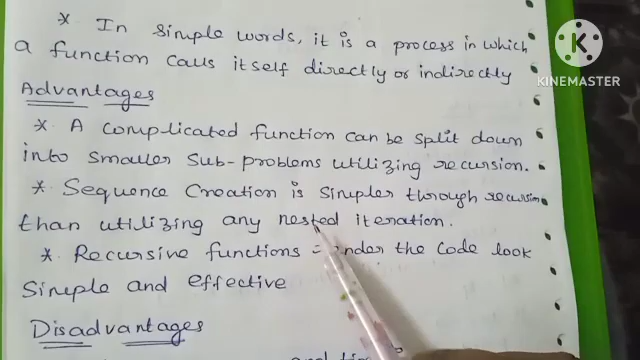 * In simple words, it is a process in which
a function calls itself directly or indirectly
Advantages
* A complicated function can be split down
into smaller sub-problems utilizing recursion.
* Sequence Creation is simpler through recursion
than utilizing any nested iteration.
* Recursive functions render the code look
simple and effective
Disadvantages
K
KINEMASTER